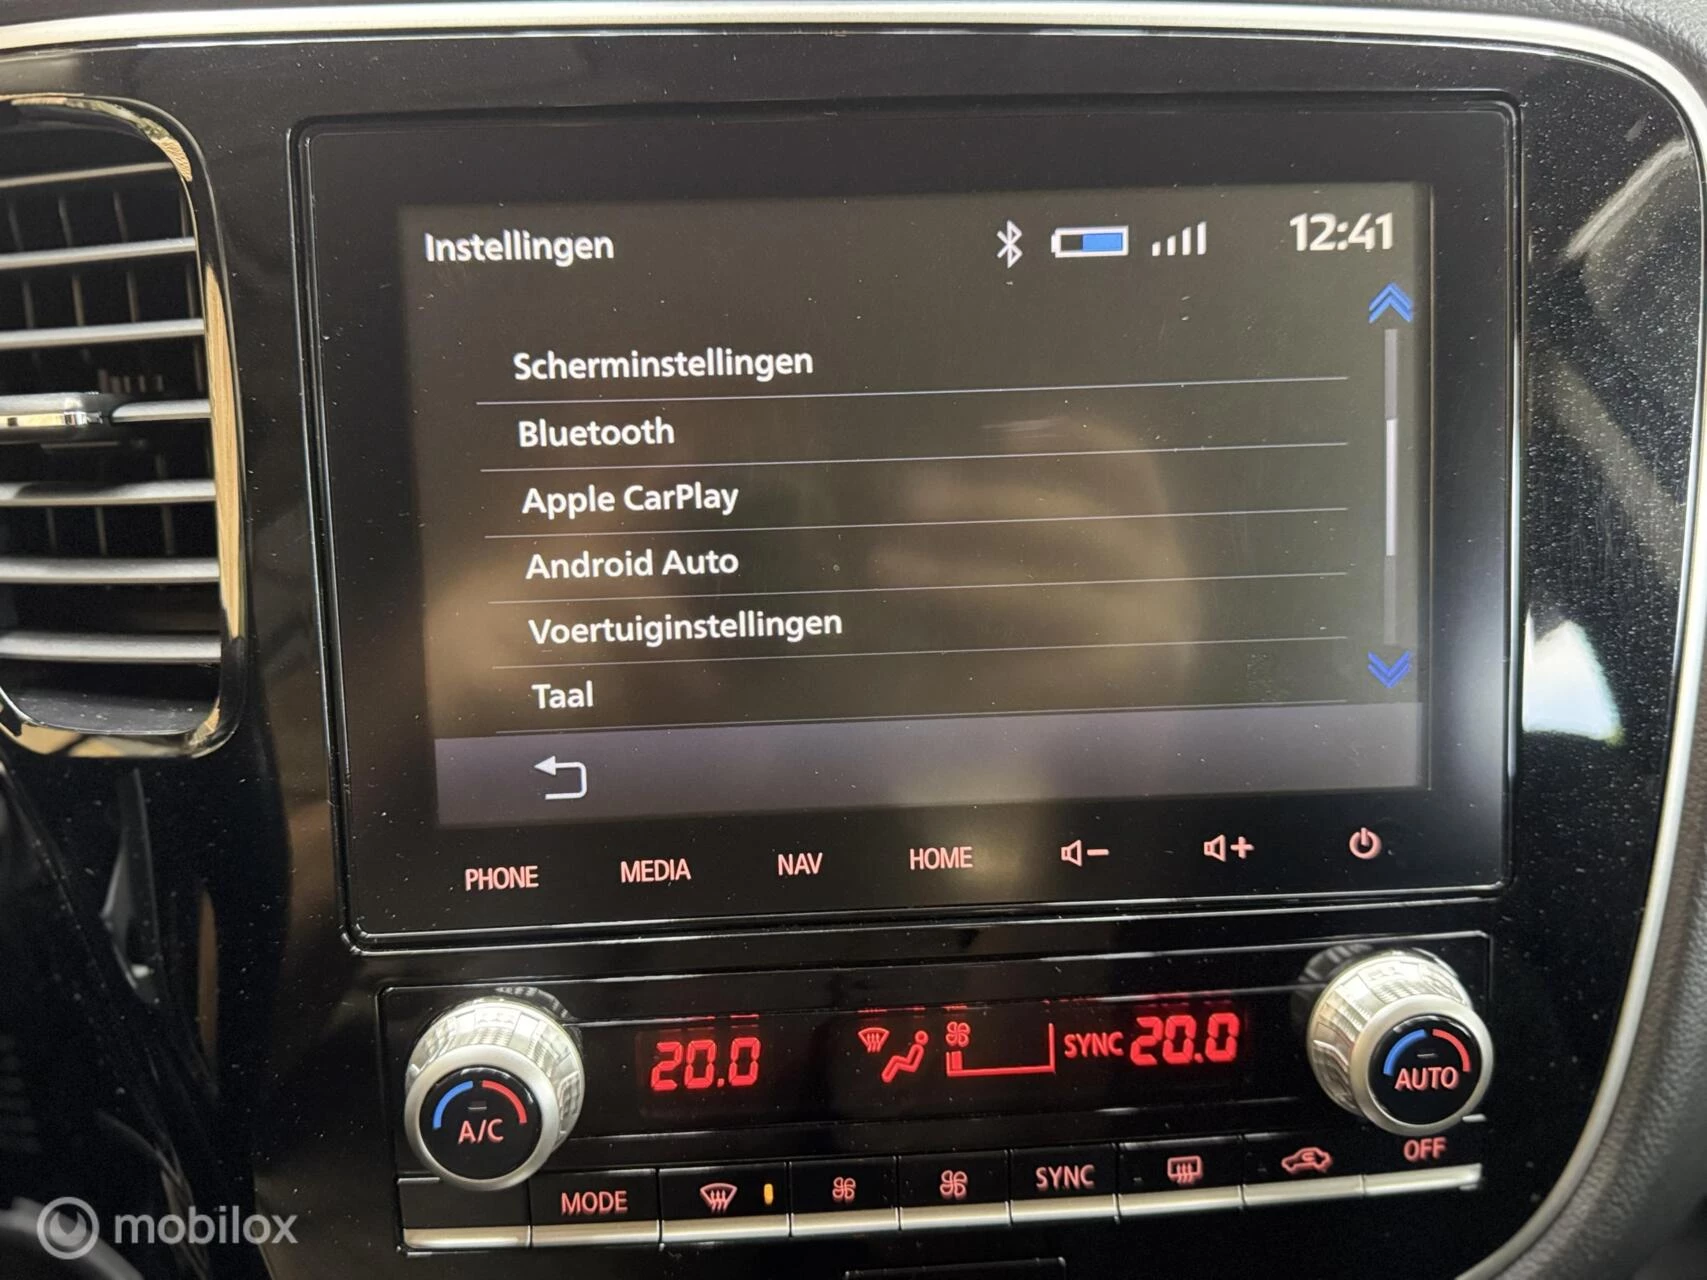 Instellingen 12:41
Scherminstellingen
Bluetooth
Apple CarPlay
Android Auto
Voertuiginstellingen
Taal
PHONE MEDIA NAV HOME
20.0 SYNC 20.0
A/C AUTO
MODE SYNC OFF
mobilox